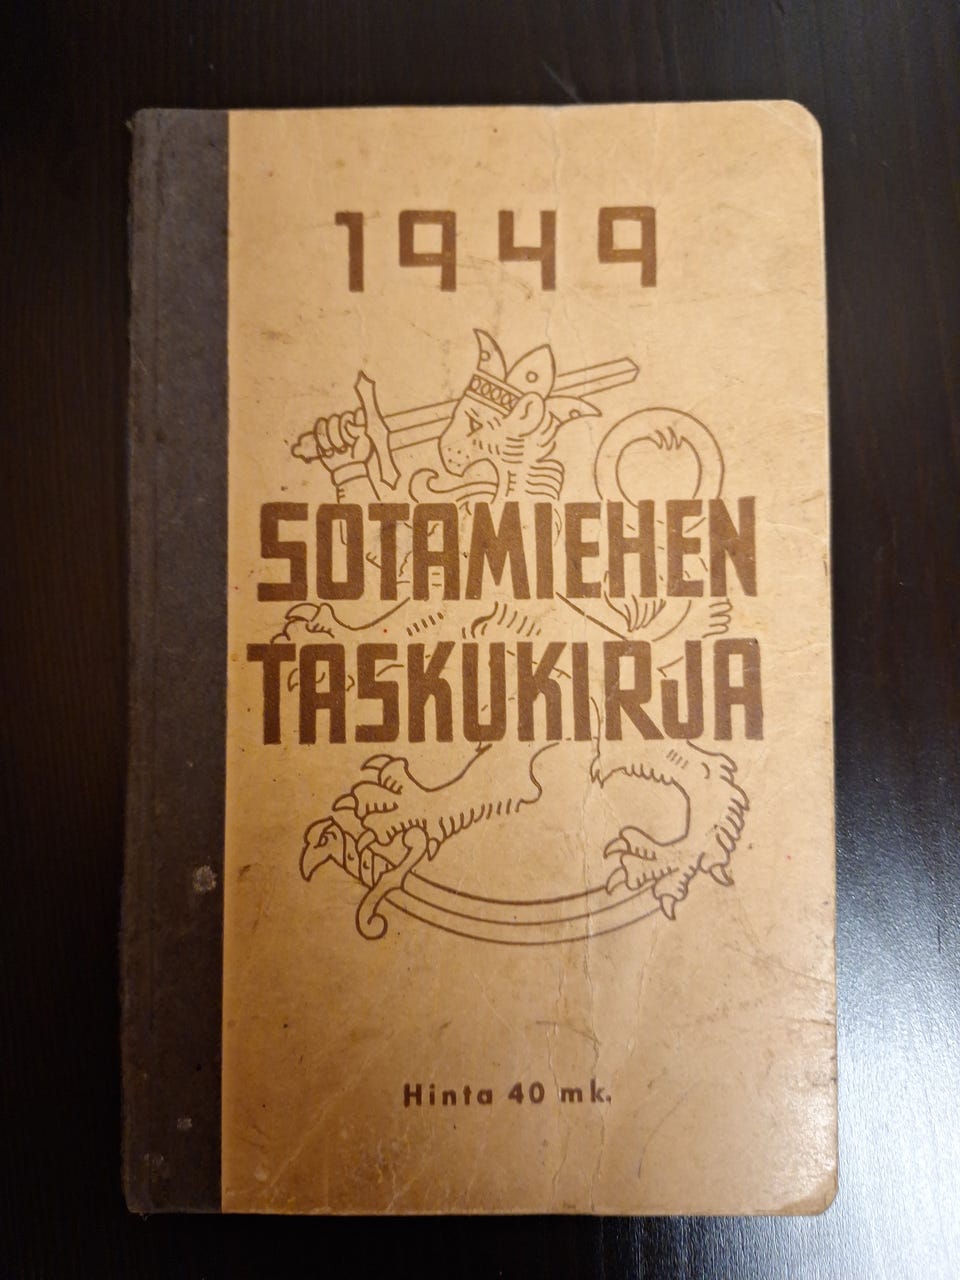 1949
SOTAMIEHEN
TASKUKIRJA
Hinta 40 mk.